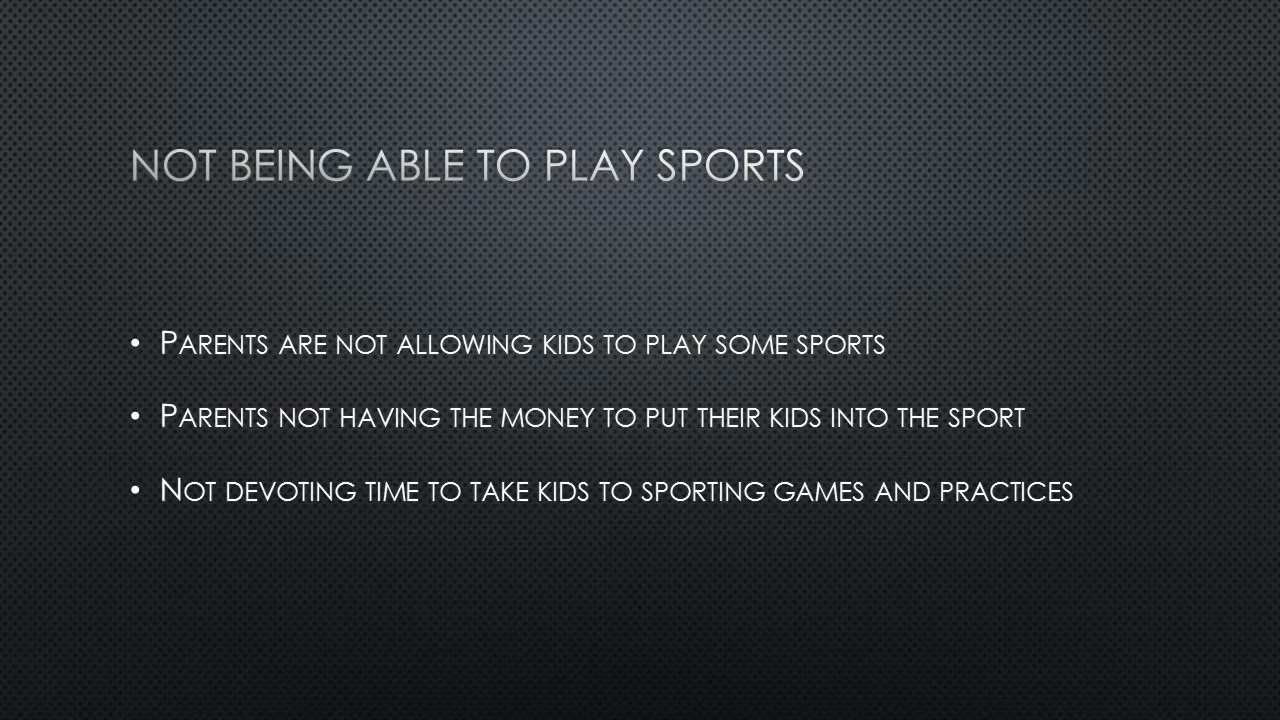 NOT BEING ABLE TO PLAY SPORTS
• PARENTS ARE NOT ALLOWING KIDS TO PLAY SOME SPORTS
• PARENTS NOT HAVING THE MONEY TO PUT THEIR KIDS INTO THE SPORT
• NOT DEVOTING TIME TO TAKE KIDS TO SPORTING GAMES AND PRACTICES